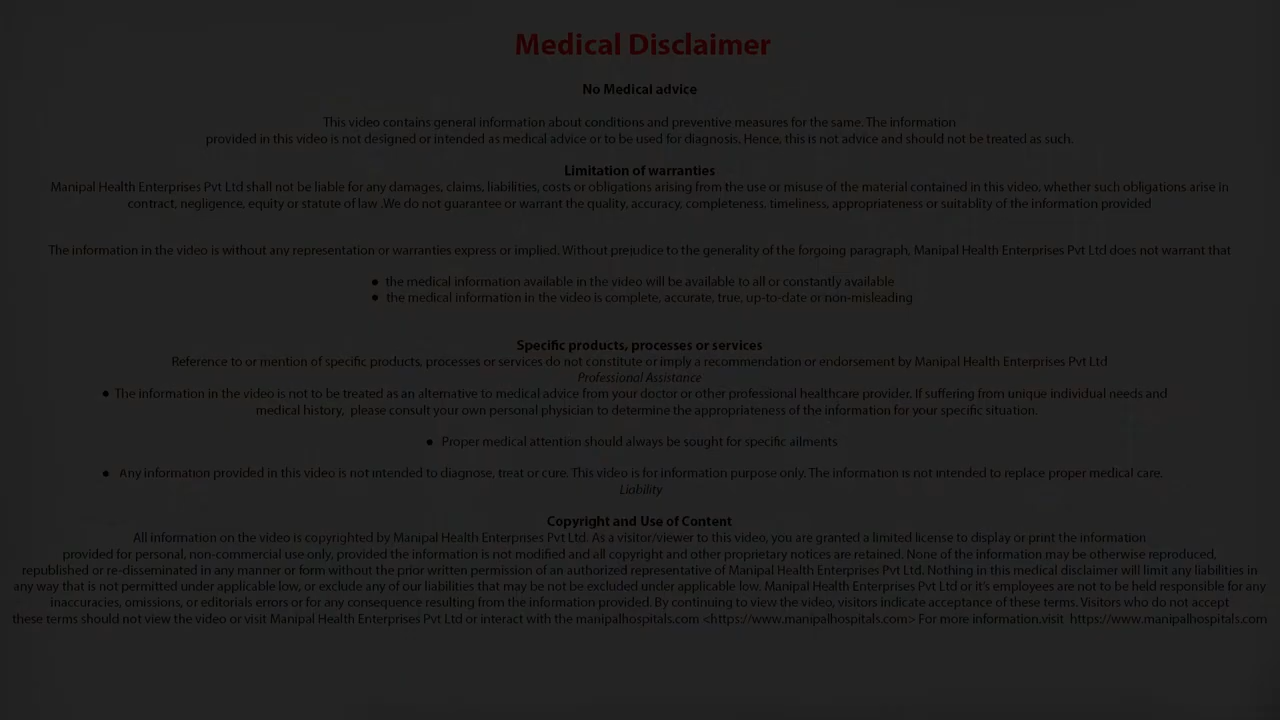 Medical Disclaimer
No Medical advice
This video contains general information about conditions and preventive measures for the same. The information
provided in this video is not designed or intended as medical advice or to be used for diagnosis. Hence, this is not advice and should not be treated as such.
Limitation of warranties
Manipal Health Enterprises Pvt Ltd shall not be liable for any damages, claims, liabilities, costs or obligations arising from the use or misuse of the material contained in this video, whether such obligations arise in
contract, negligence, equity or statute of law .We do not guarantee or warrant the quality, accuracy, completeness, timeliness, appropriateness or suitablity of the information provided
The information in the video is without any representation or warranties express or implied. Without prejudice to the generality of the forgoing paragraph, Manipal Health Enterprises Pvt Ltd does not warrant that
● the medical information available in the video will be available to all or constantly available
● the medical information in the video is complete, accurate, true, up-to-date or non-misleading
Specific products, processes or services
Reference to or mention of specific products, processes or services do not constitute or imply a recommendation or endorsement by Manipal Health Enterprises Pvt Ltd
Professional Assistance
● The information in the video is not to be treated as an alternative to medical advice from your doctor or other professional healthcare provider. If suffering from unique individual needs and
medical history, please consult your own personal physician to determine the appropriateness of the information for your specific situation.
● Proper medical attention should always be sought for specific ailments
● Any information provided in this video is not intended to diagnose, treat or cure. This video is for information purpose only. The information is not intended to replace proper medical care.
Liability
Copyright and Use of Content
All information on the video is copyrighted by Manipal Health Enterprises Pvt Ltd. As a visitor/viewer to this video, you are granted a limited license to display or print the information
provided for personal, non-commercial use only, provided the information is not modified and all copyright and other proprietary notices are retained. None of the information may be otherwise reproduced,
republished or re-disseminated in any manner or form without the prior written permission of an authorized representative of Manipal Health Enterprises Pvt Ltd. Nothing in this medical disclaimer will limit any liabilities in
any way that is not permitted under applicable low, or exclude any of our liabilities that may be not be excluded under applicable low. Manipal Health Enterprises Pvt Ltd or it's employees are not to be held responsible for any
inaccuracies, omissions, or editorials errors or for any consequence resulting from the information provided. By continuing to view the video, visitors indicate acceptance of these terms. Visitors who do not accept
these terms should not view the video or visit Manipal Health Enterprises Pvt Ltd or interact with the manipalhospitals.com <https://www.manipalhospitals.com> For more information.visit https://www.manipalhospitals.com